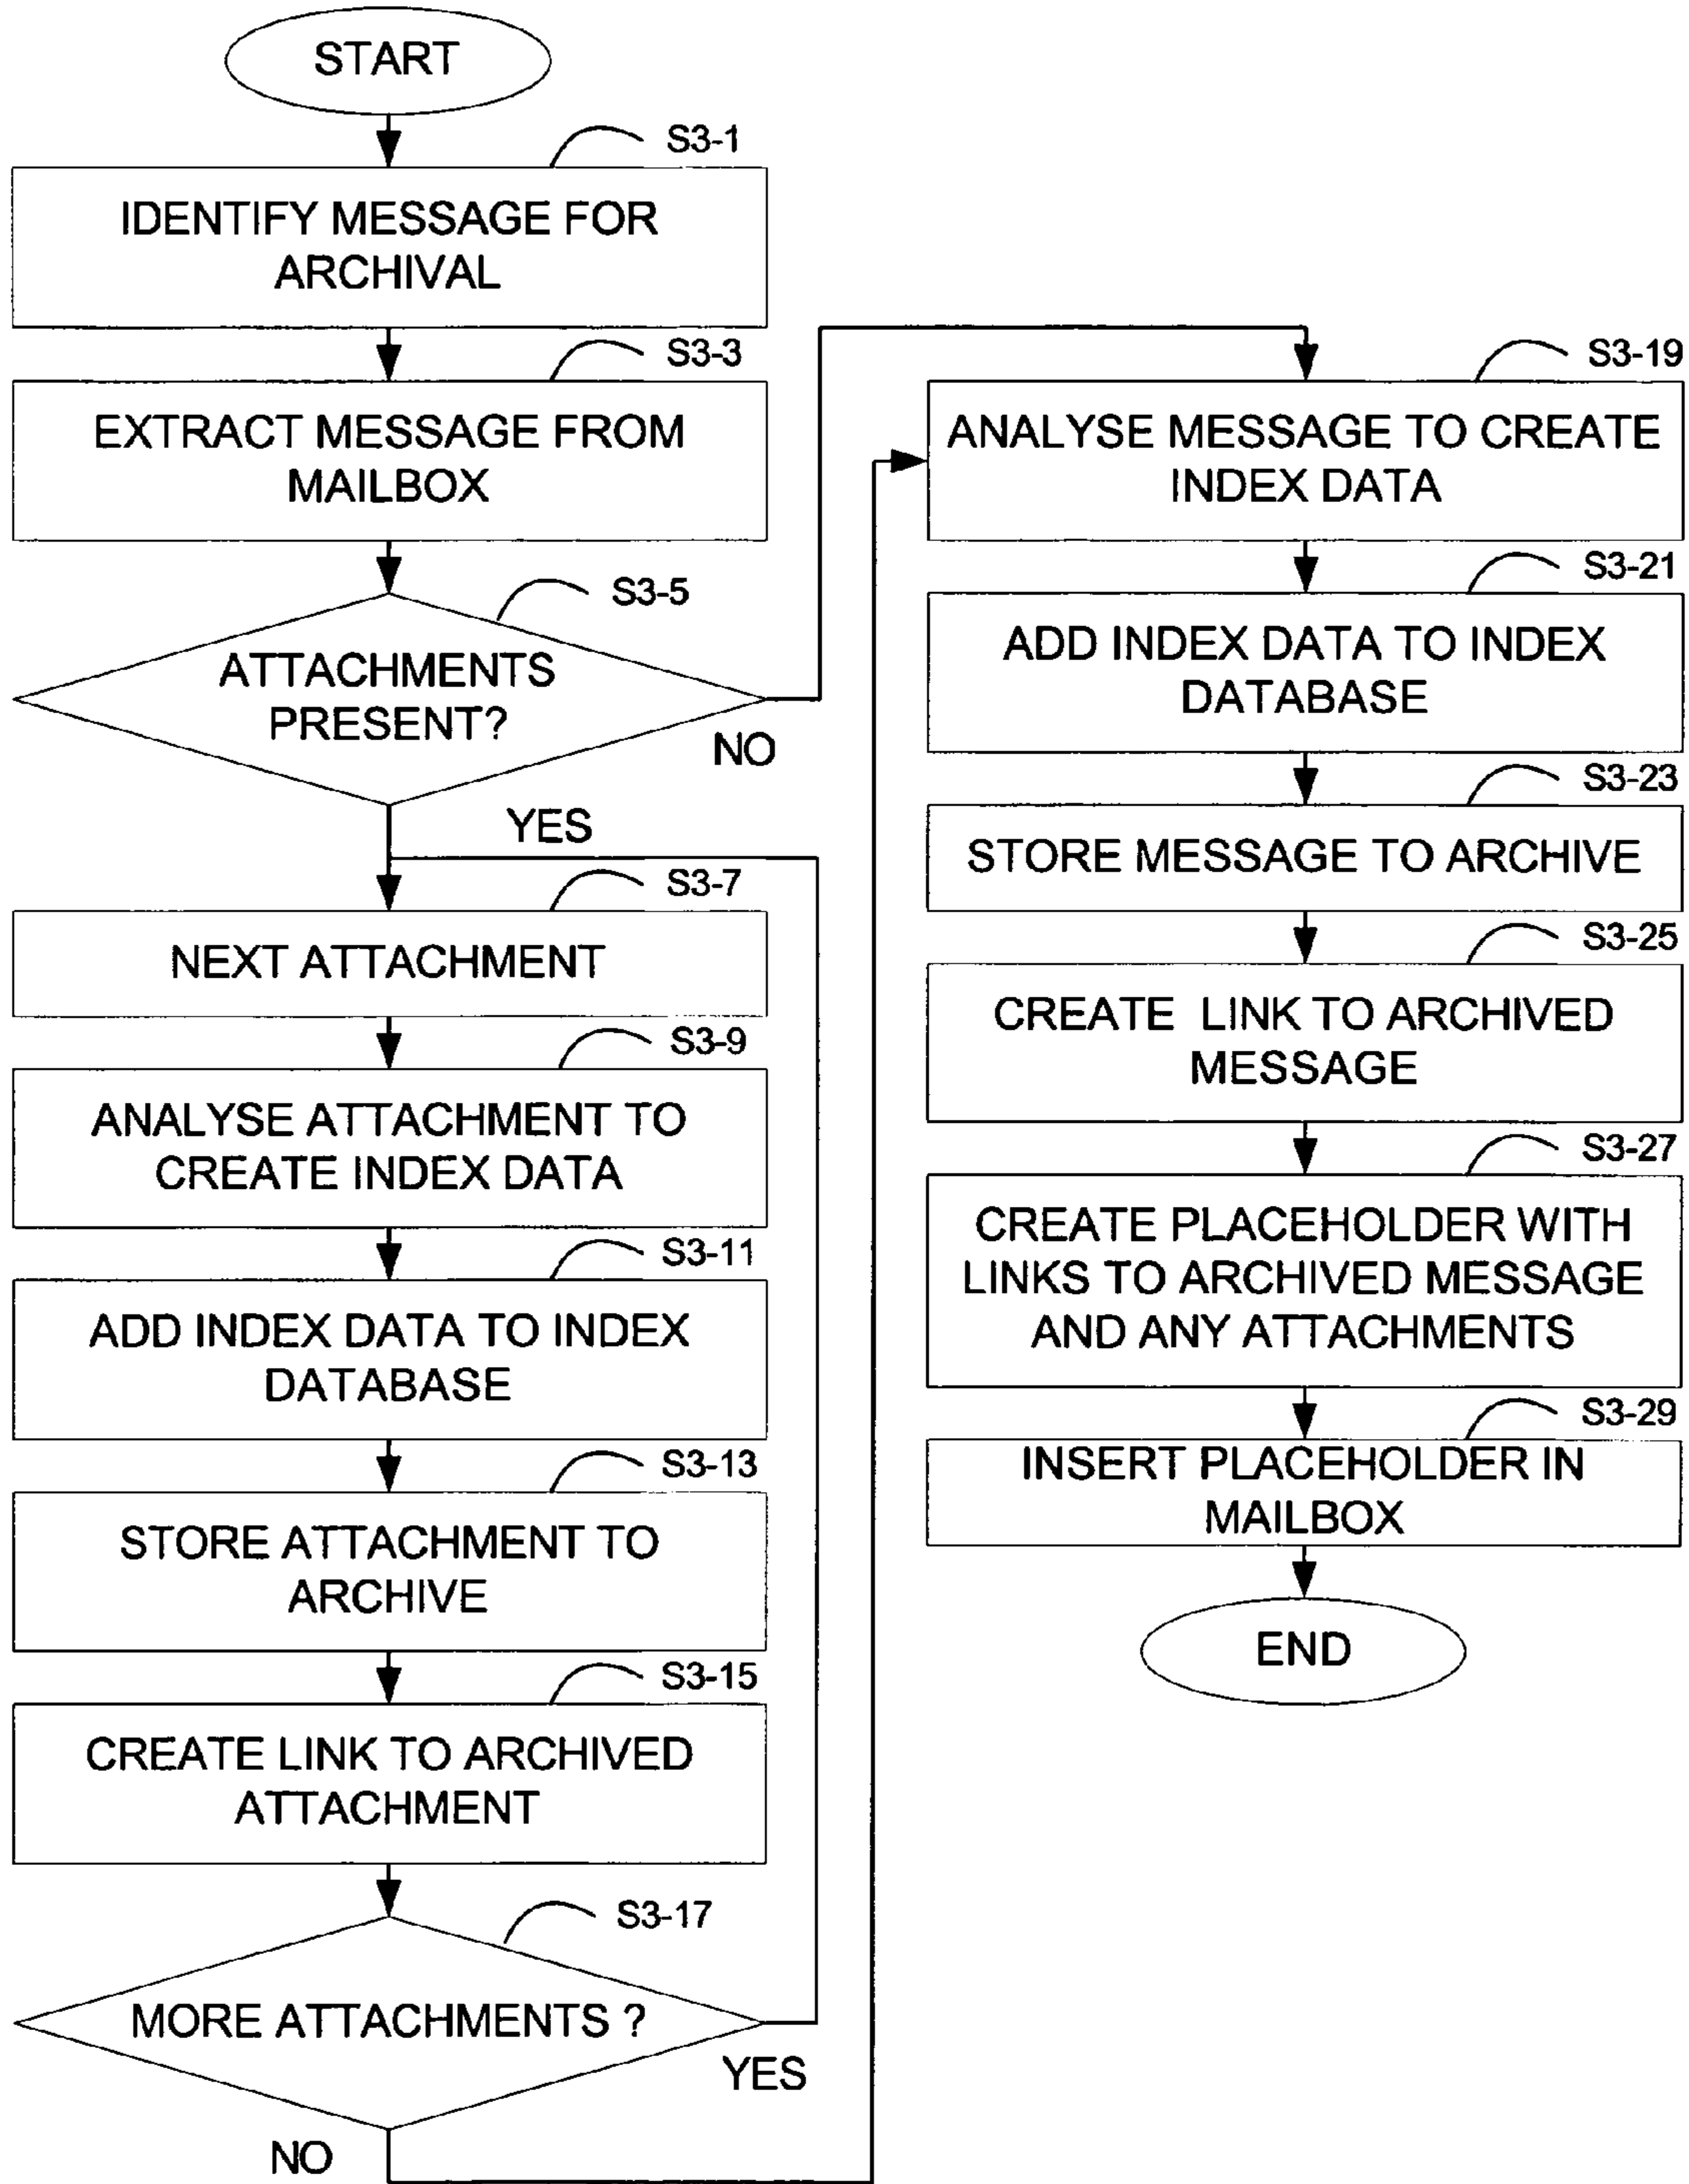 START
S3-1
IDENTIFY MESSAGE FOR
ARCHIVAL
S3-3
EXTRACT MESSAGE FROM
MAILBOX
S3-5
ATTACHMENTS
PRESENT?
NO
YES
S3-7
NEXT ATTACHMENT
S3-9
ANALYSE ATTACHMENT TO
CREATE INDEX DATA
S3-11
ADD INDEX DATA TO INDEX
DATABASE
S3-13
STORE ATTACHMENT TO
ARCHIVE
S3-15
CREATE LINK TO ARCHIVED
ATTACHMENT
S3-17
MORE ATTACHMENTS ?
YES
NO
S3-19
ANALYSE MESSAGE TO CREATE
INDEX DATA
S3-21
ADD INDEX DATA TO INDEX
DATABASE
S3-23
STORE MESSAGE TO ARCHIVE
S3-25
CREATE LINK TO ARCHIVED
MESSAGE
S3-27
CREATE PLACEHOLDER WITH
LINKS TO ARCHIVED MESSAGE
AND ANY ATTACHMENTS
S3-29
INSERT PLACEHOLDER IN
MAILBOX
END